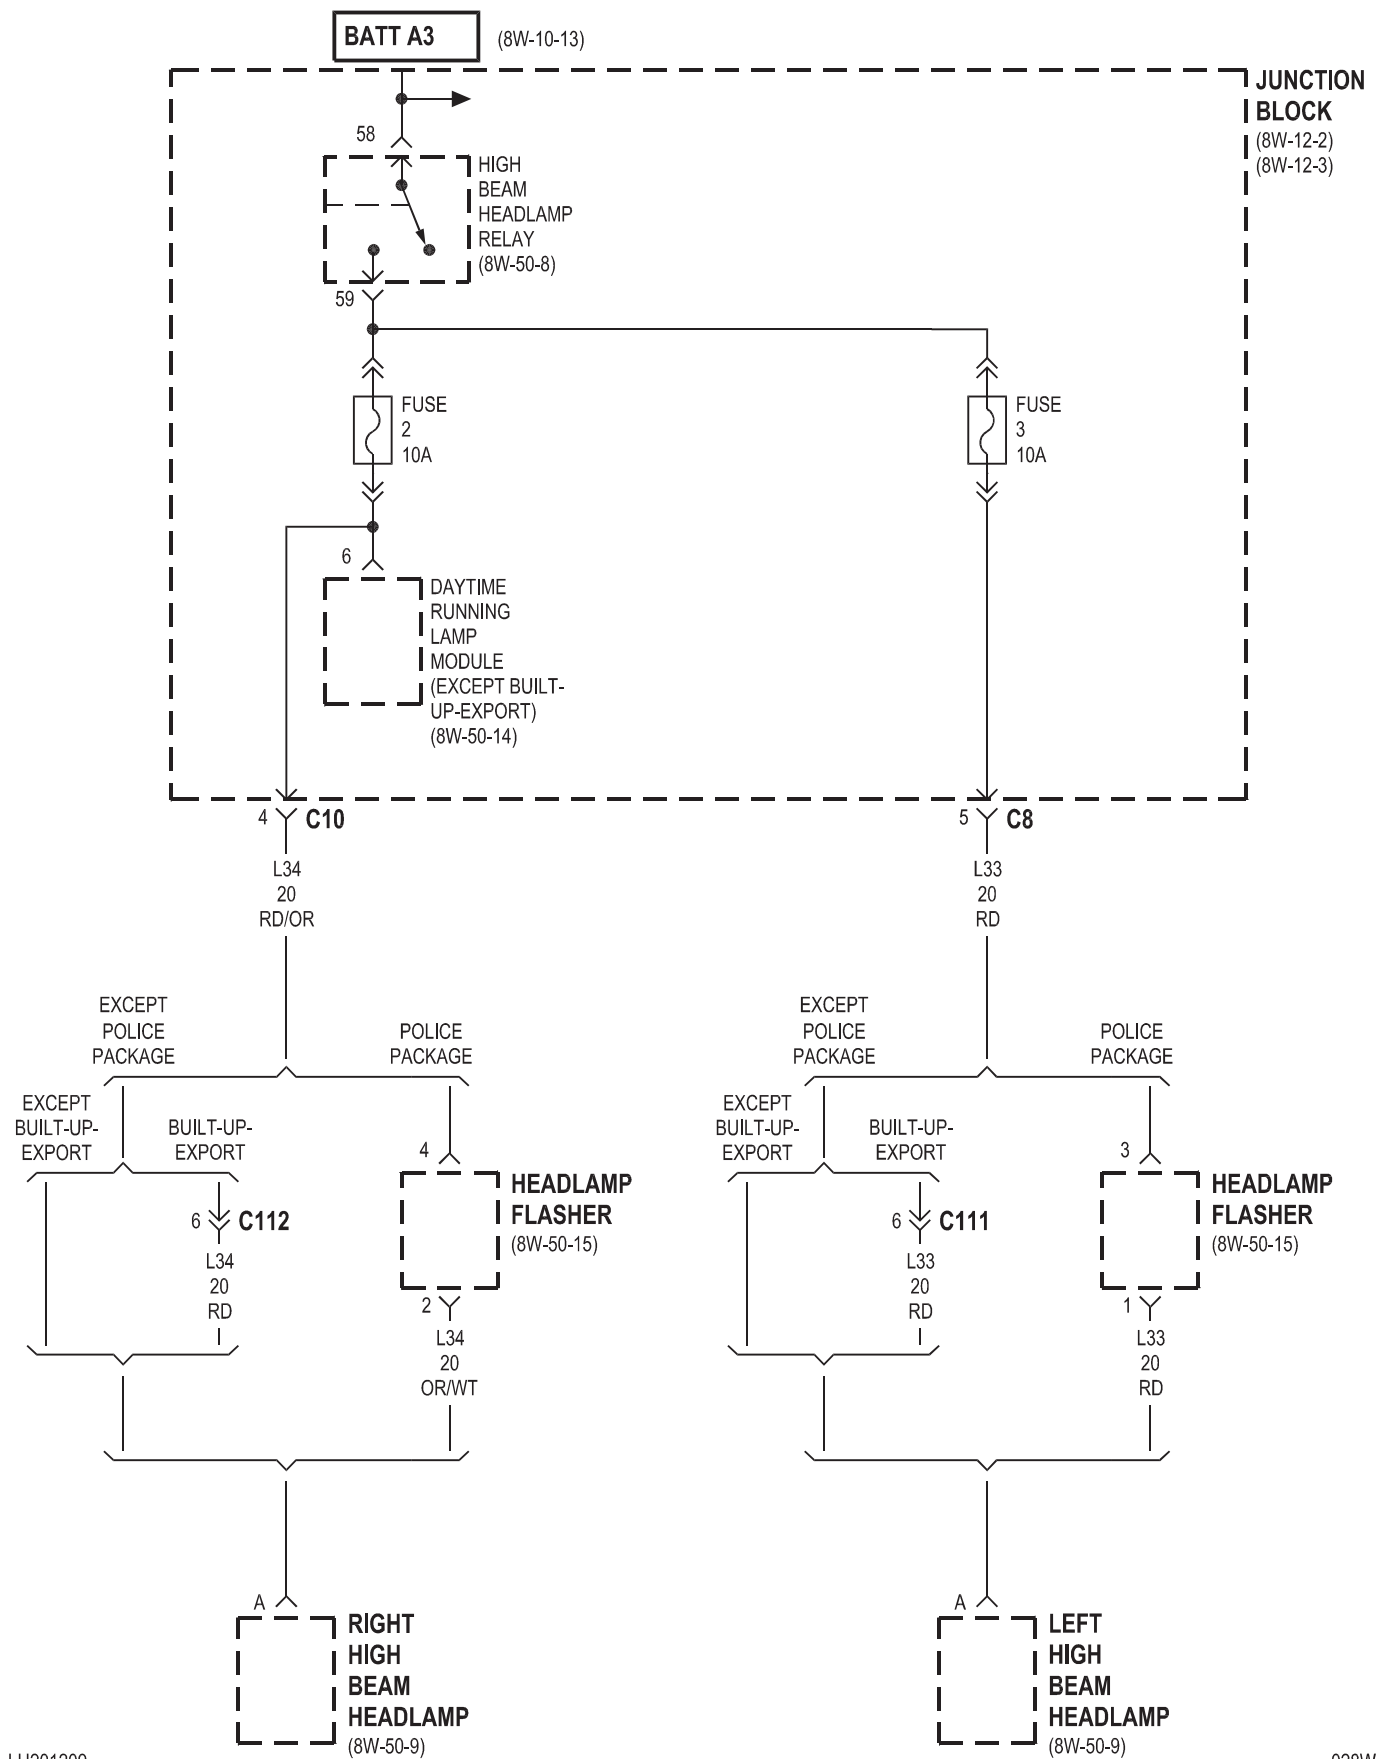 BATT A3
(8W-10-13)
JUNCTION
BLOCK
(8W-12-2)
(8W-12-3)
58
HIGH
BEAM
HEADLAMP
RELAY
(8W-50-8)
59
FUSE
2
10A
FUSE
3
10A
6
DAYTIME
RUNNING
LAMP
MODULE
(EXCEPT BUILT-
UP-EXPORT)
(8W-50-14)
4
C10
5
C8
L34
20
RD/OR
L33
20
RD
EXCEPT
POLICE
PACKAGE
POLICE
PACKAGE
EXCEPT
POLICE
PACKAGE
POLICE
PACKAGE
EXCEPT
BUILT-UP-
EXPORT
BUILT-UP-
EXPORT
4
EXCEPT
BUILT-UP-
EXPORT
BUILT-UP-
EXPORT
3
6
C112
L34
20
RD
HEADLAMP
FLASHER
(8W-50-15)
6
C111
L33
20
RD
HEADLAMP
FLASHER
(8W-50-15)
2
L34
20
OR/WT
1
L33
20
RD
A
RIGHT
HIGH
BEAM
HEADLAMP
(8W-50-9)
A
LEFT
HIGH
BEAM
HEADLAMP
(8W-50-9)